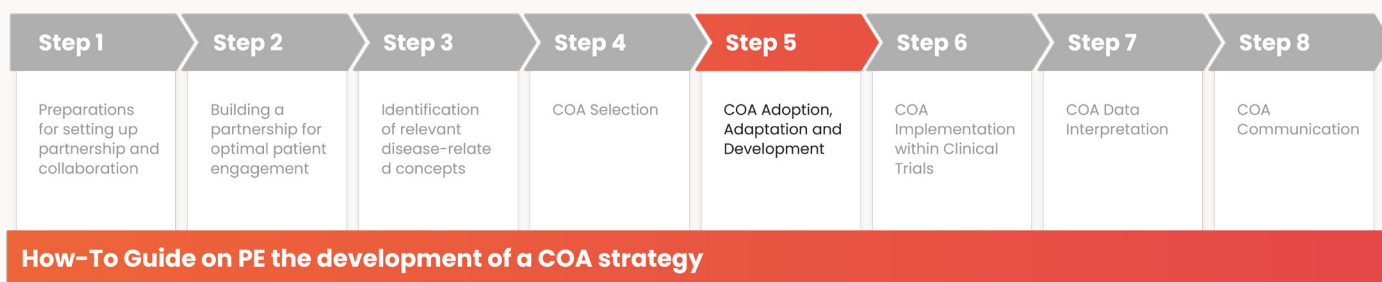 Step 1
Step 2
Step 3
Step 4
Step 5
Step 6
Step 7
Step 8
Preparations
for setting up
partnership and
collaboration
Building a
partnership for
optimal patient
engagement
Identification
of relevant
disease-relate
d concepts
COA Selection
COA Adoption,
Adaptation and
Development
COA
Implementation
within Clinical
Trials
COA Data
Interpretation
COA
Communication
How-To Guide on PE the development of a COA strategy